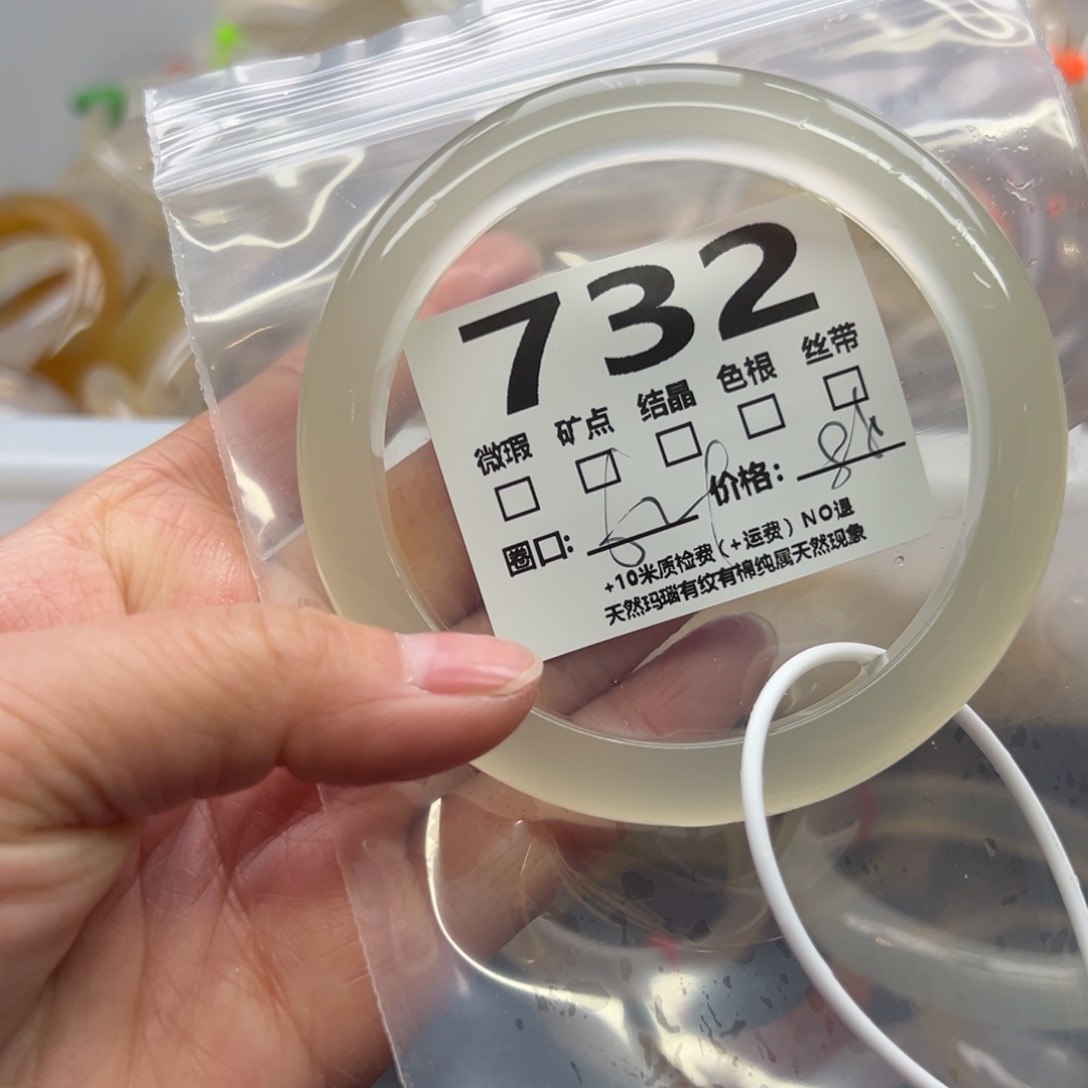 732
微瑕 矿点 结晶 色根 丝带
圈口: 价格:
+10米质检费(+运费) NO退
天然玛瑙有纹有棉纯属天然现象